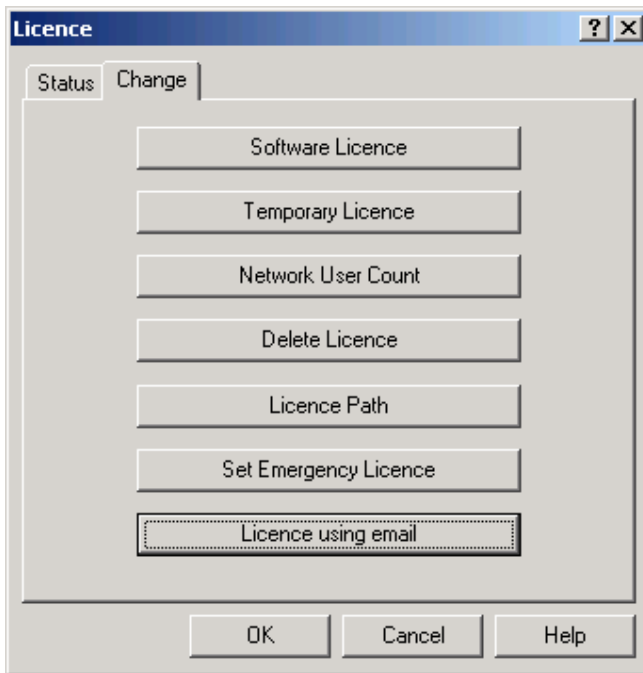 Licence
Status Change
Software Licence
Temporary Licence
Network User Count
Delete Licence
Licence Path
Set Emergency Licence
Licence using email
OK Cancel Help